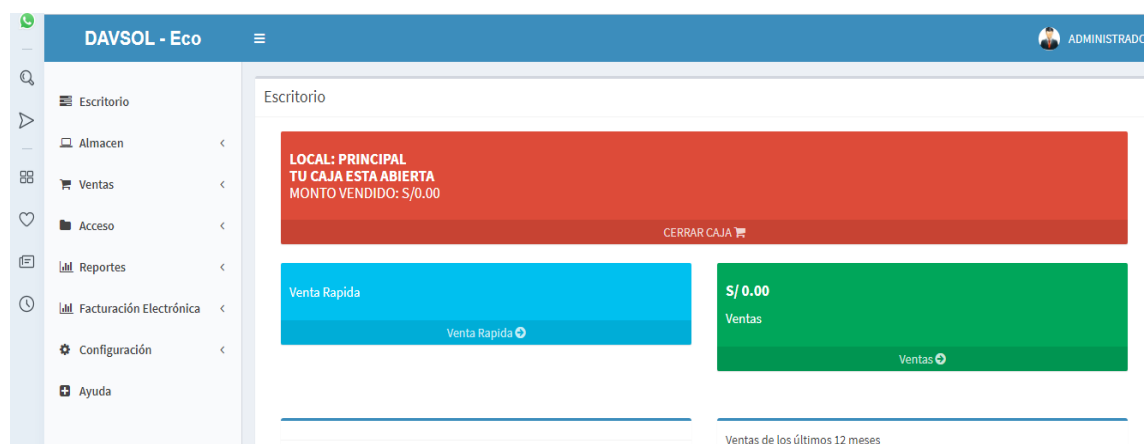 DAVSOL - Eco
ADMINISTRADO
Escritorio
Almacen
Ventas
Acceso
Reportes
Facturación Electrónica
Configuración
Ayuda
Escritorio
LOCAL: PRINCIPAL
TU CAJA ESTA ABIERTA
MONTO VENDIDO: S/0.00
CERRAR CAJA
Venta Rapida
Venta Rapida
S/ 0.00
Ventas
Ventas
Ventas de los últimos 12 meses